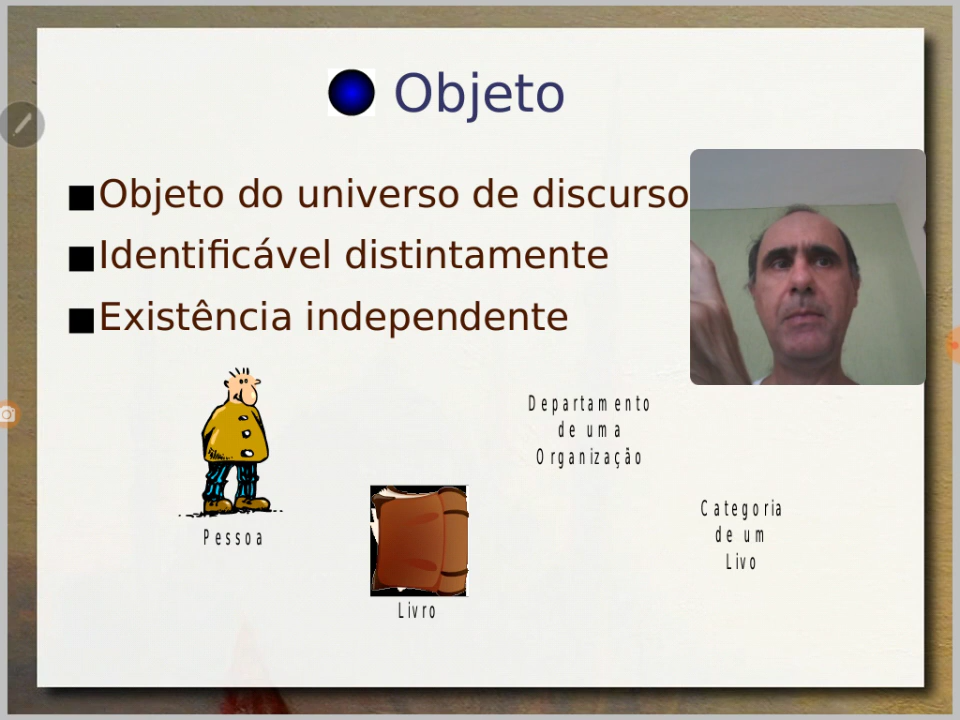 Objeto
Objeto do universo de discurso
Identificável distintamente
Existência independente
Departamento
de uma
Organização
Categoria
de um
Livo
Pessoa
Livro